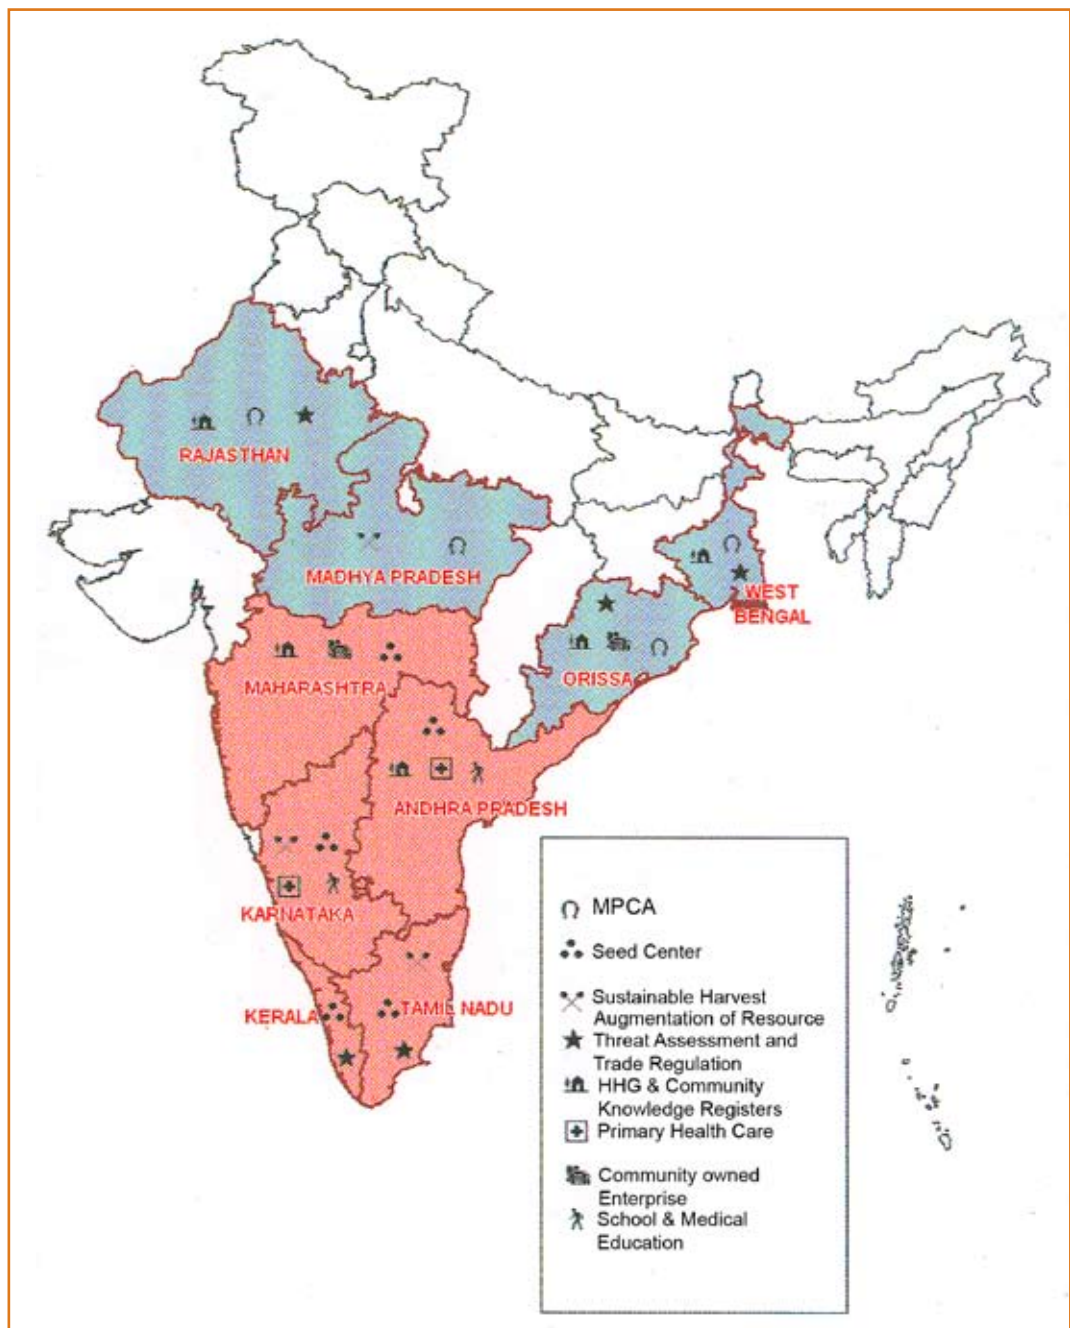 RAJASTHAN
MADHYA PRADESH
WEST
BENGAL
ORISSA
MAHARASHTRA
ANDHRA PRADESH
KARNATAKA
KERALA
TAMIL NADU
MPCA
Seed Center
Sustainable Harvest
Augmentation of Resource
Threat Assessment and
Trade Regulation
HHG & Community
Knowledge Registers
Primary Health Care
Community owned
Enterprise
School & Medical
Education